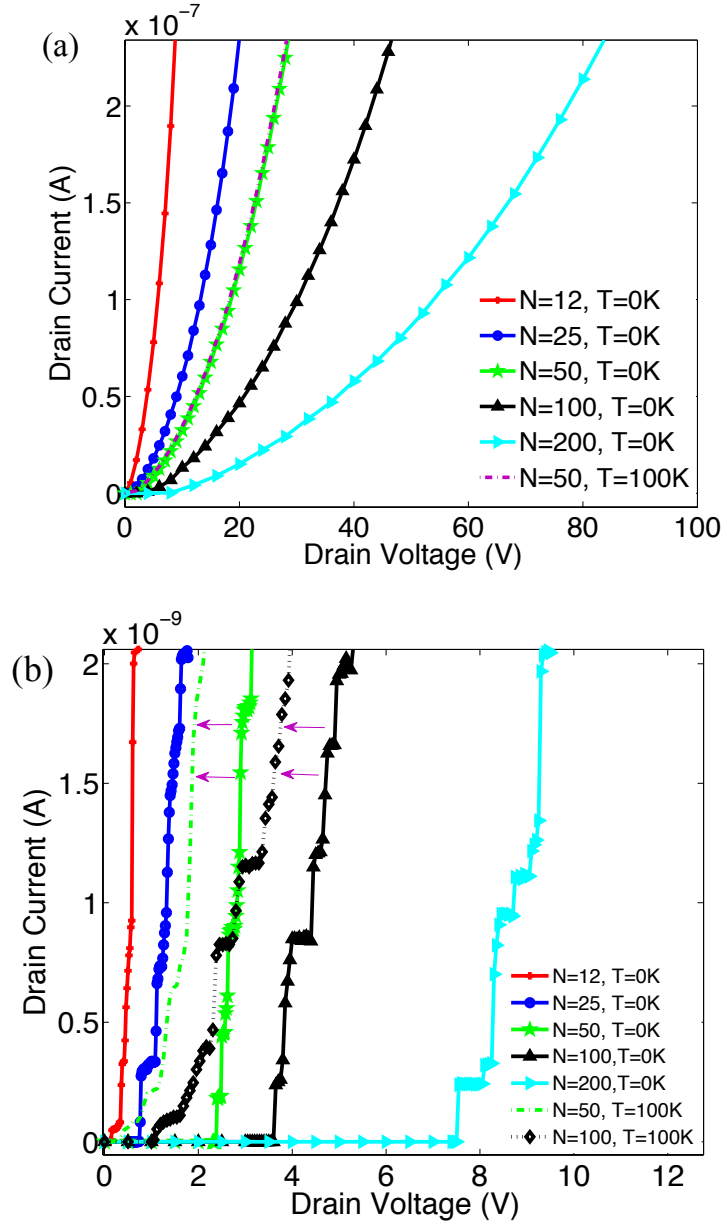 (a)
x 10⁻⁷
2
1.5
1
0.5
0
Drain Current (A)
0 20 40 60 80 100
Drain Voltage (V)
N=12, T=0K
N=25, T=0K
N=50, T=0K
N=100, T=0K
N=200, T=0K
N=50, T=100K
(b)
x 10⁻⁹
2
1.5
1
0.5
0
Drain Current (A)
0 2 4 6 8 10 12
Drain Voltage (V)
N=12, T=0K
N=25, T=0K
N=50, T=0K
N=100,T=0K
N=200, T=0K
N=50, T=100K
N=100, T=100K